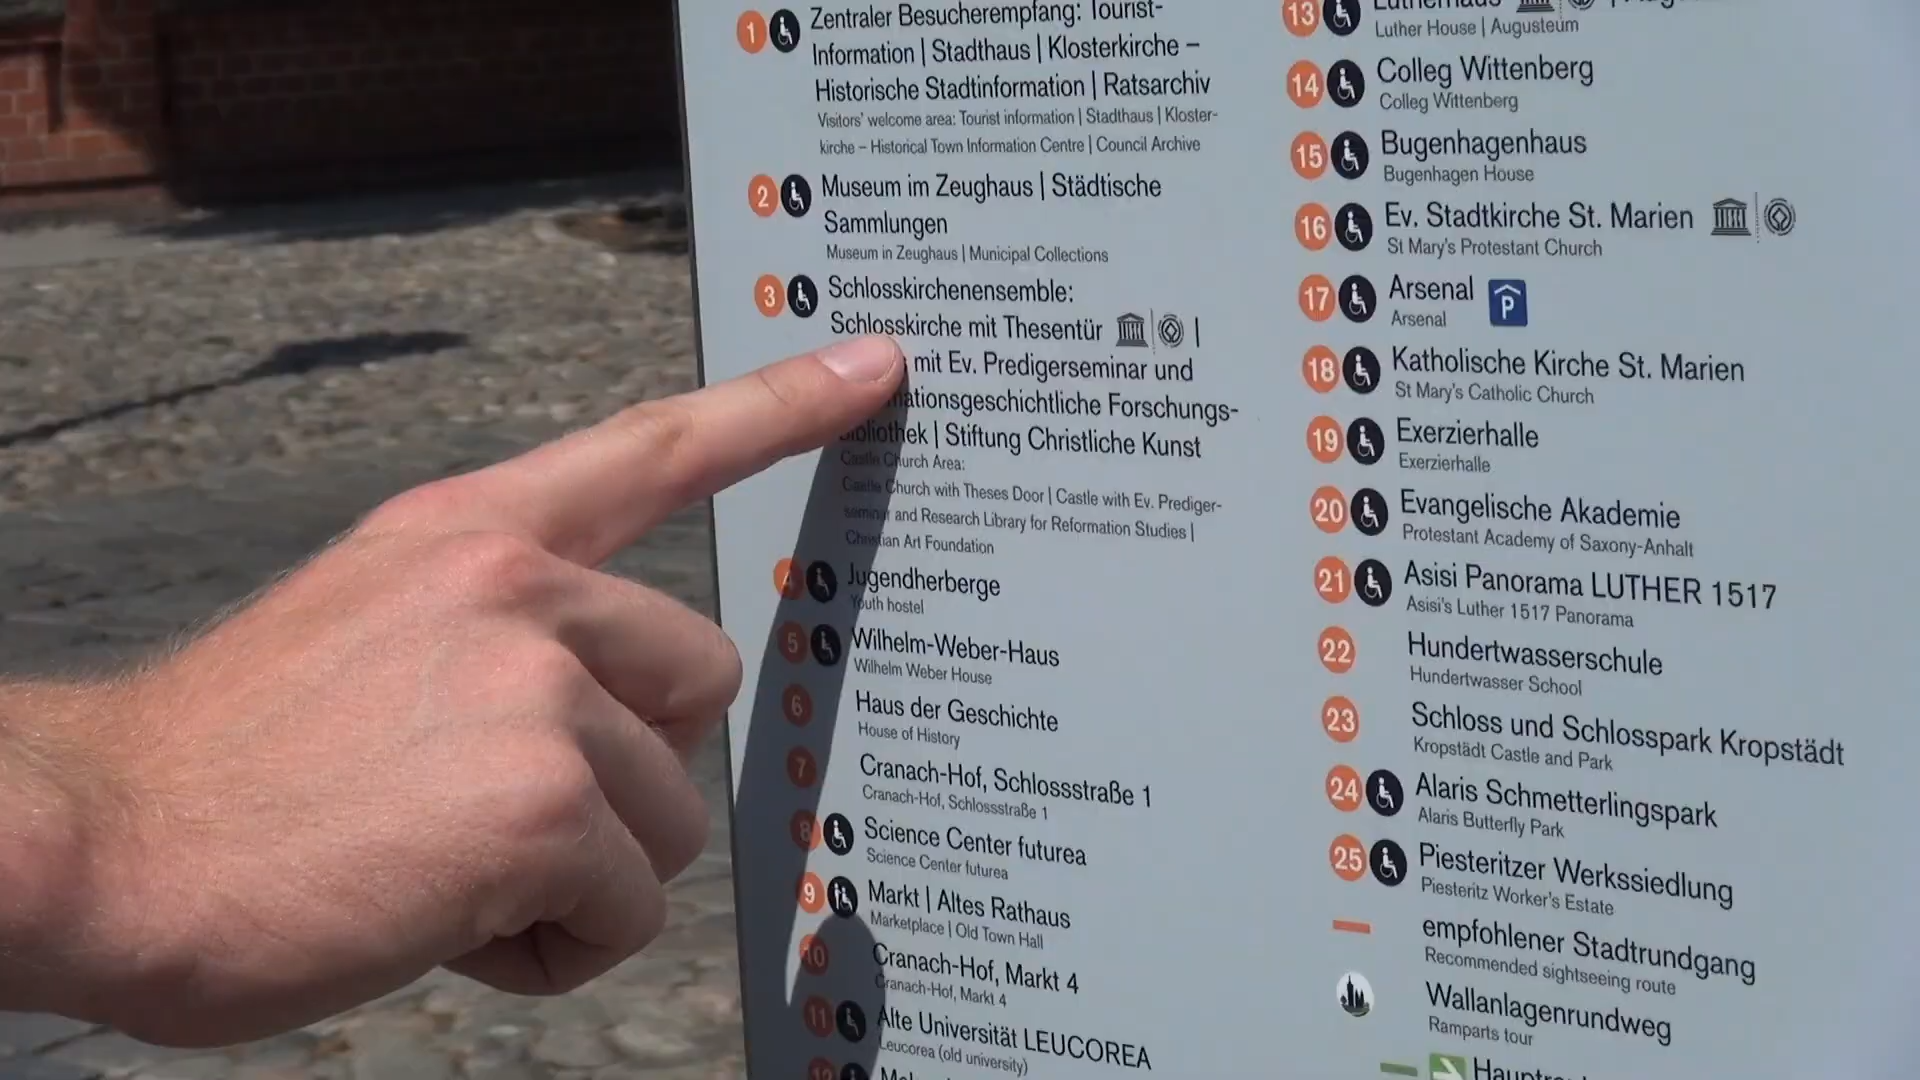 1 Zentraler Besucherempfang: Tourist-
Information | Stadthaus | Klosterkirche –
Historische Stadtinformation | Ratsarchiv
Visitors' welcome area: Tourist information | Stadthaus | Kloster-
kirche – Historical Town Information Centre | Council Archive
2 Museum im Zeughaus | Städtische
Sammlungen
Museum in Zeughaus | Municipal Collections
3 Schlosskirchenensemble:
Schlosskirche mit Thesentür |
mit Ev. Predigerseminar und
Forschungs-
| Stiftung Christliche Kunst
Castle Church Area:
Castle Church with Theses Door | Castle with Ev. Prediger-
seminar and Research Library for Reformation Studies |
Christian Art Foundation
4 Jugendherberge
Youth hostel
5 Wilhelm-Weber-Haus
Wilhelm Weber House
6 Haus der Geschichte
House of History
7 Cranach-Hof, Schlossstraße 1
Cranach-Hof, Schlossstraße 1
8 Science Center futurea
Science Center futurea
9 Markt | Altes Rathaus
Marketplace | Old Town Hall
10 Cranach-Hof, Markt 4
Cranach-Hof, Markt 4
11 Alte Universität LEUCOREA
Leucorea (old university)
12
13
Luther House | Augusteum
14 Colleg Wittenberg
Colleg Wittenberg
15 Bugenhagenhaus
Bugenhagen House
16 Ev. Stadtkirche St. Marien
St Mary's Protestant Church
17 Arsenal P
Arsenal
18 Katholische Kirche St. Marien
St Mary's Catholic Church
19 Exerzierhalle
Exerzierhalle
20 Evangelische Akademie
Protestant Academy of Saxony-Anhalt
21 Asisi Panorama LUTHER 1517
Asisi's Luther 1517 Panorama
22 Hundertwasserschule
Hundertwasser School
23 Schloss und Schlosspark Kropstädt
Kropstädt Castle and Park
24 Alaris Schmetterlingspark
Alaris Butterfly Park
25 Piesteritzer Werkssiedlung
Piesteritz Worker's Estate
empfohlener Stadtrundgang
Recommended sightseeing route
Wallanlagenrundweg
Ramparts tour